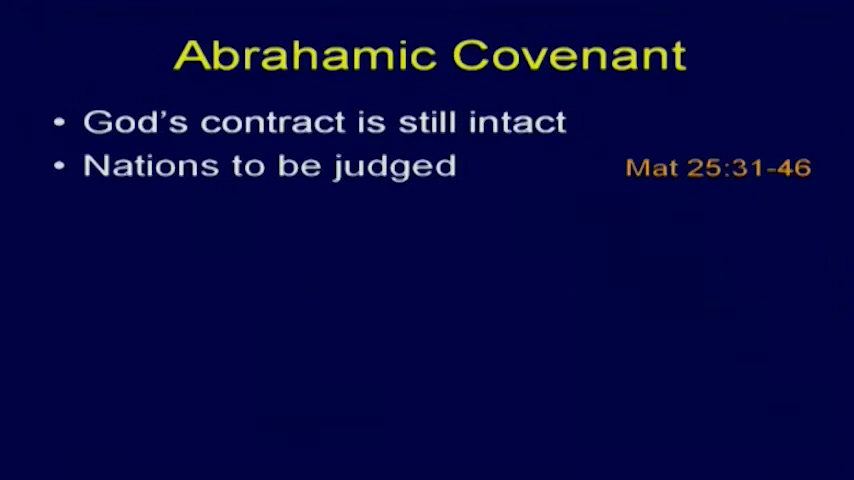 Abrahamic Covenant
• God's contract is still intact
• Nations to be judged Mat 25:31-46